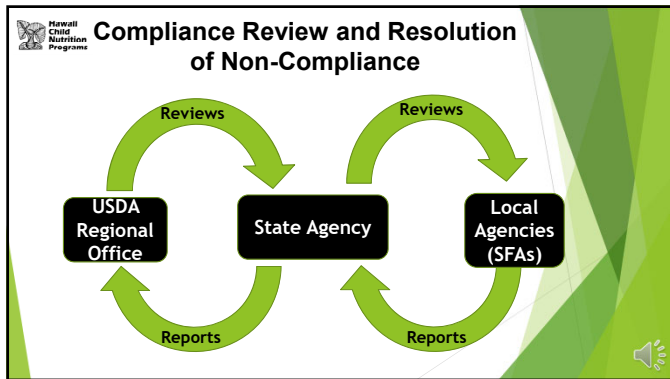 Hawaii
Child
Nutrition
Programs
Compliance Review and Resolution
of Non-Compliance
Reviews
Reviews
USDA
Regional
Office
State Agency
Local
Agencies
(SFAs)
Reports
Reports